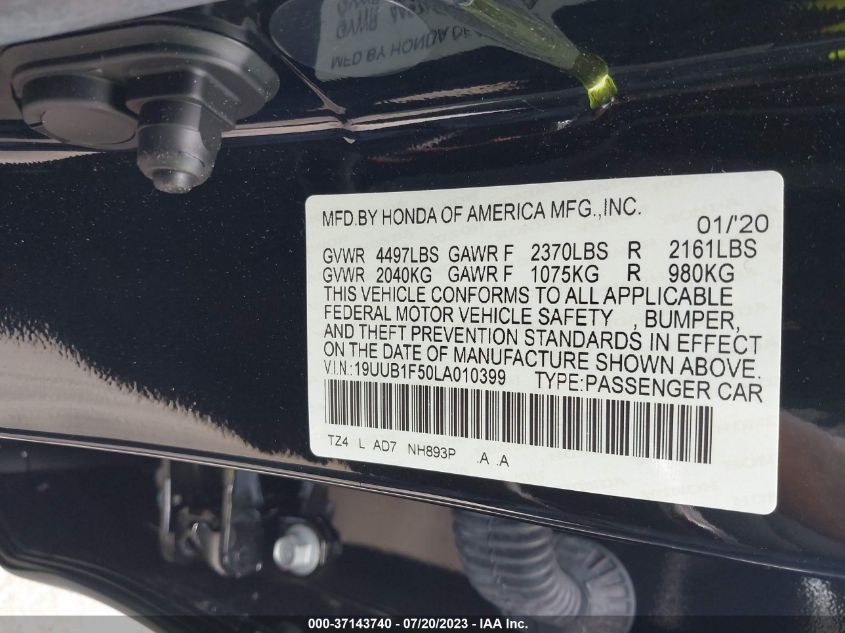 MFD.BY HONDA OF AMERICA MFG.,INC.
01/'20
GVWR 4497LBS GAWR F 2370LBS R 2161LBS
GVWR 2040KG GAWR F 1075KG R 980KG
THIS VEHICLE CONFORMS TO ALL APPLICABLE
FEDERAL MOTOR VEHICLE SAFETY , BUMPER,
AND THEFT PREVENTION STANDARDS IN EFFECT
ON THE DATE OF MANUFACTURE SHOWN ABOVE.
V.I.N.:19UUB1F50LA010399 TYPE:PASSENGER CAR
TZ4 L AD7 NH893P .A .A
000-37143740 - 07/20/2023 - IAA Inc.